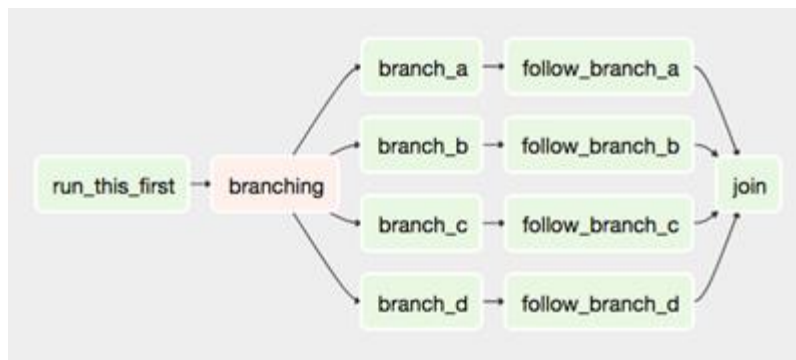 branch_a
follow_branch_a
branch_b
follow_branch_b
run_this_first
branching
join
branch_c
follow_branch_c
branch_d
follow_branch_d